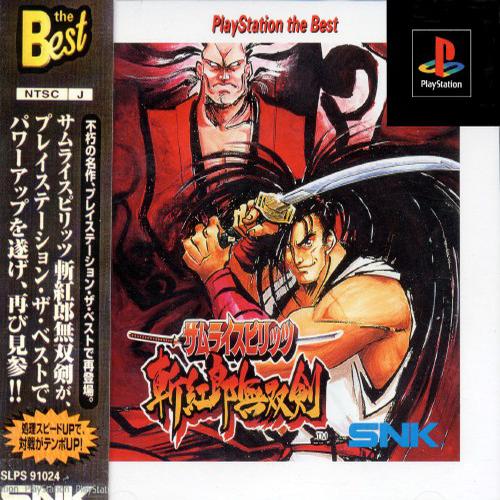 the
Best
NTSC J
不朽の名作、プレイステーション・ザ・ベストで再登場。
サムライスピリッツ 斬紅郎無双剣が、
プレイステーション・ザ・ベストで
パワーアップを遂げ、再び見参!!
処理スピードUPで、
対戦がテンポUP!
SLPS 91024
PlayStation the Best
PlayStation
サムライスピリッツ
斬紅郎無双剣
TM
SNK
PlayStation PlayStat
SNK